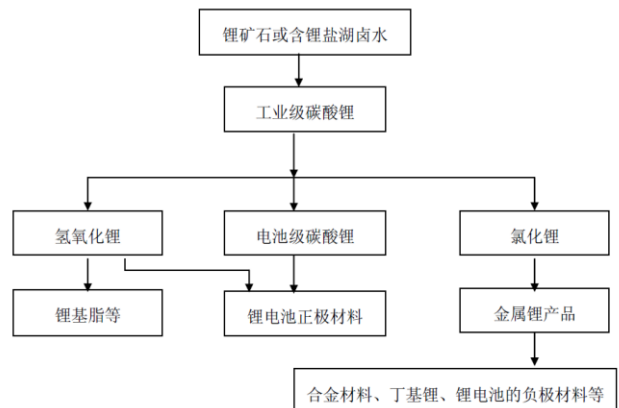 锂矿石或含锂盐湖卤水
工业级碳酸锂
氢氧化锂
电池级碳酸锂
氯化锂
锂基脂等
锂电池正极材料
金属锂产品
合金材料、丁基锂、锂电池的负极材料等